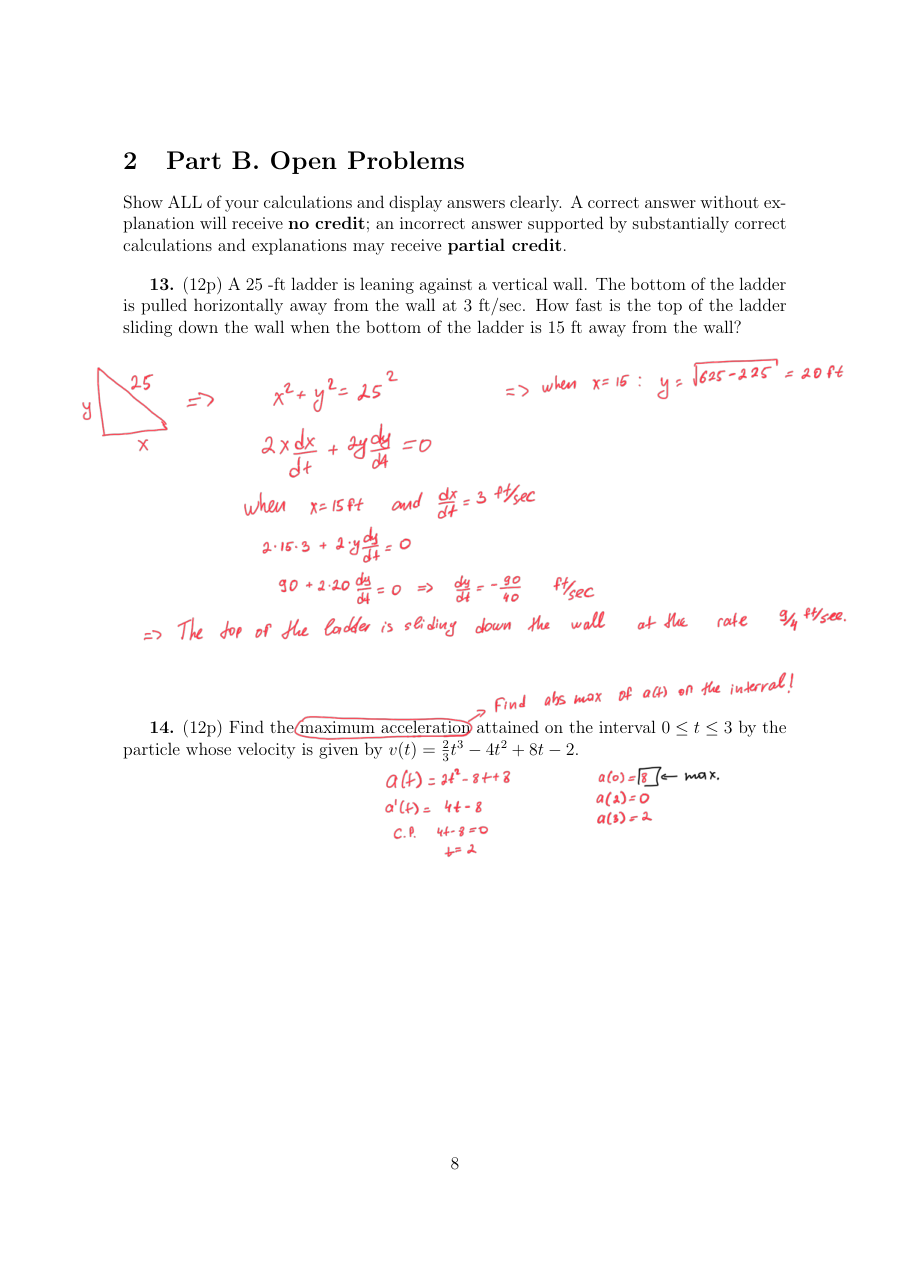 2 Part B. Open Problems
Show ALL of your calculations and display answers clearly. A correct answer without ex-
planation will receive no credit; an incorrect answer supported by substantially correct
calculations and explanations may receive partial credit.
13. (12p) A 25 -ft ladder is leaning against a vertical wall. The bottom of the ladder
is pulled horizontally away from the wall at 3 ft/sec. How fast is the top of the ladder
sliding down the wall when the bottom of the ladder is 15 ft away from the wall?
25
y
x
=> x² + y² = 25²
=> when x = 15 : y = √625-225 = 20 ft
2x dx/dt + 2y dy/dt = 0
when x = 15 ft and dx/dt = 3 ft/sec
2·15·3 + 2·y dy/dt = 0
90 + 2·20 dy/dt = 0 => dy/dt = - 90/40 ft/sec
=> The top of the ladder is sliding down the wall at the rate 9/4 ft/sec.
Find abs max of a(t) on the interval!
14. (12p) Find the maximum acceleration attained on the interval 0 ≤ t ≤ 3 by the
particle whose velocity is given by v(t) = 2/3 t³ − 4t² + 8t − 2.
a(t) = 2t² - 8t + 8
a'(t) = 4t - 8
C.P. 4t - 8 = 0
t = 2
a(0) = 8 ← max.
a(2) = 0
a(3) = 2
8